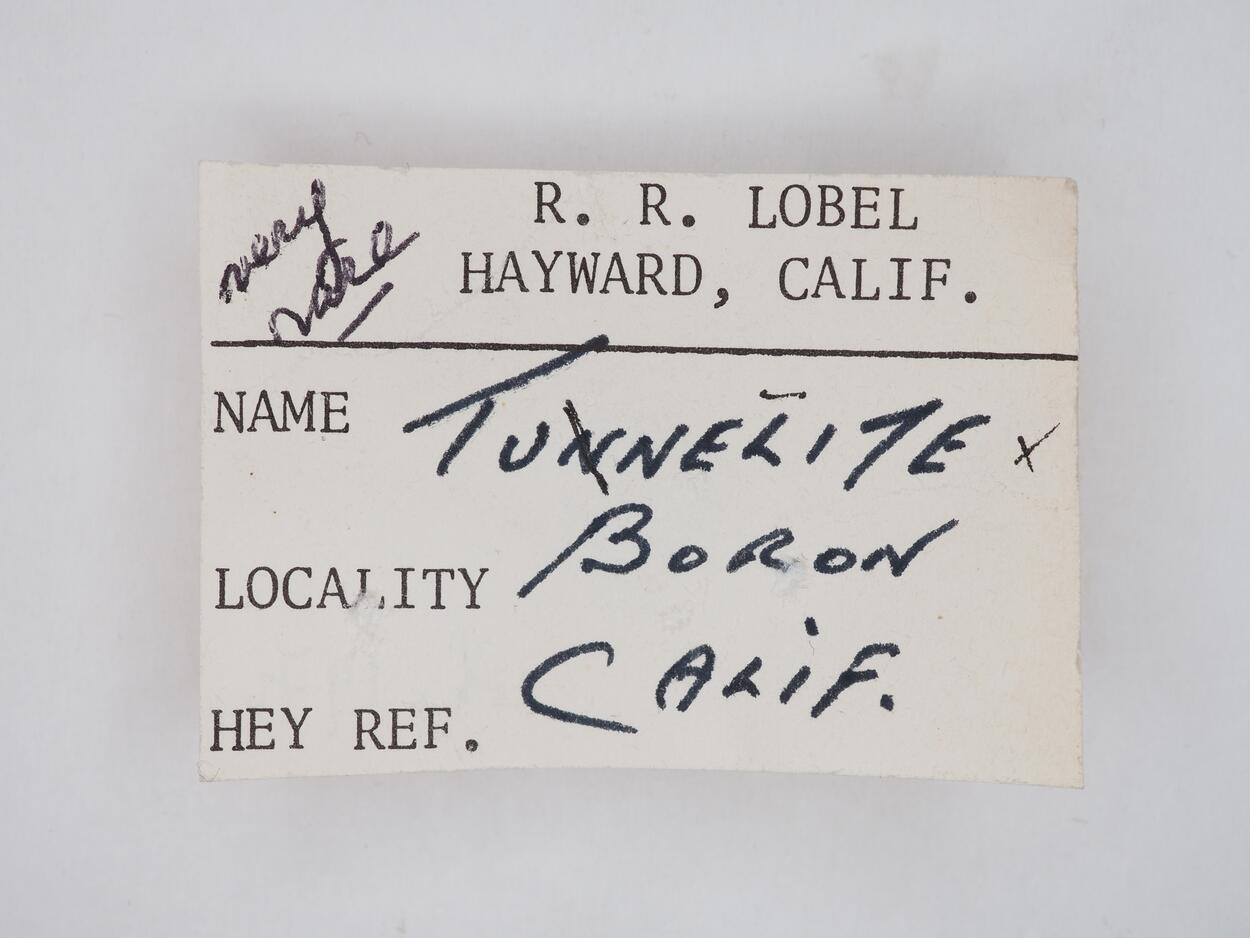 very
rare
R. R. LOBEL
HAYWARD, CALIF.
NAME TUNNELITE x
LOCALITY BORON
CALIF.
HEY REF.